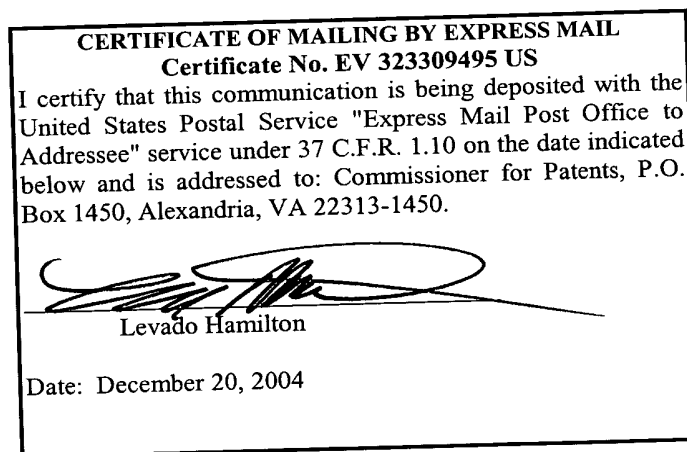 CERTIFICATE OF MAILING BY EXPRESS MAIL
Certificate No. EV 323309495 US
I certify that this communication is being deposited with the
United States Postal Service "Express Mail Post Office to
Addressee" service under 37 C.F.R. 1.10 on the date indicated
below and is addressed to: Commissioner for Patents, P.O.
Box 1450, Alexandria, VA 22313-1450.
Levado Hamilton
Date: December 20, 2004